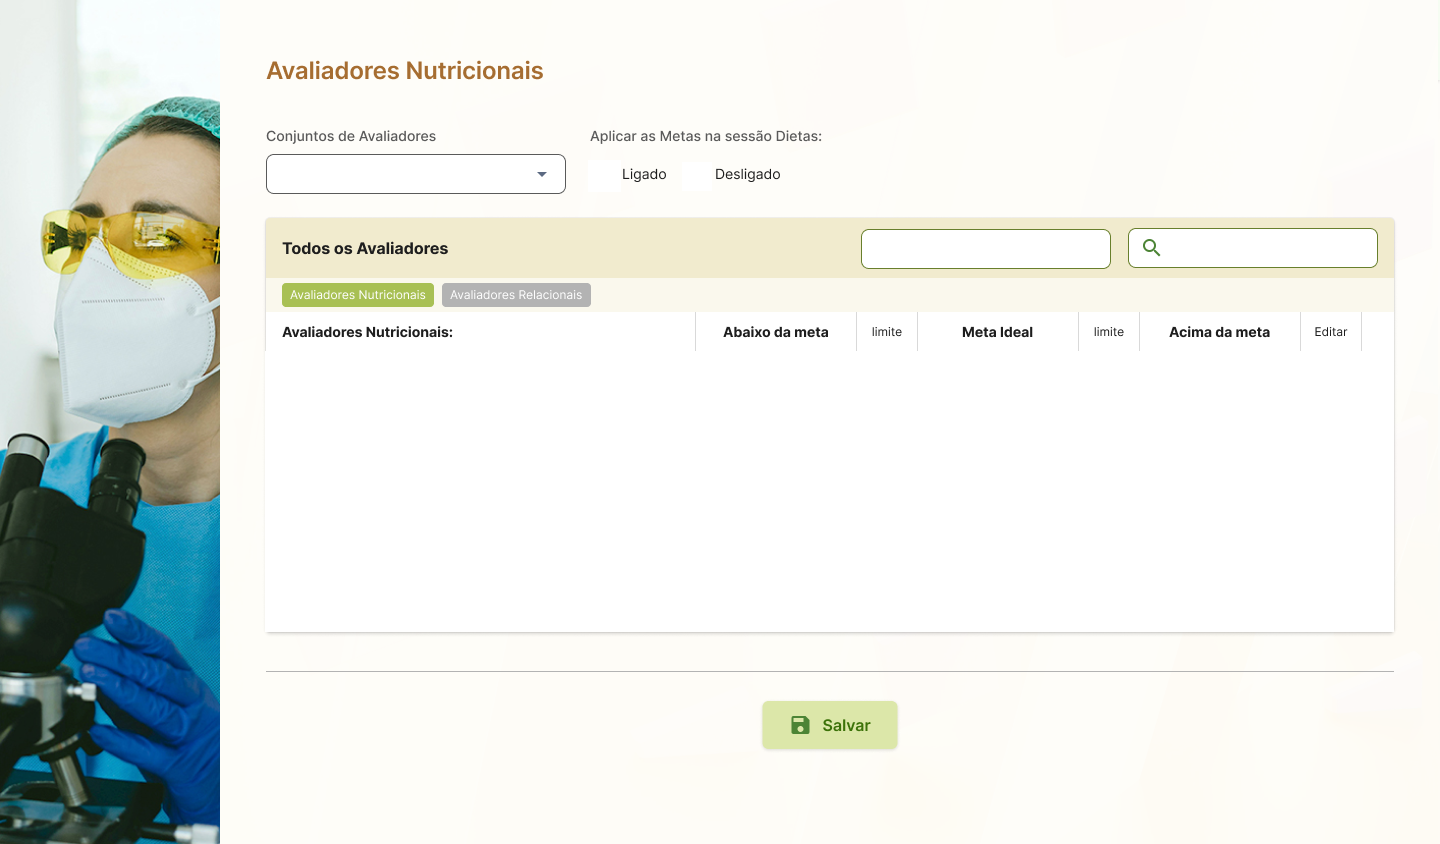 Avaliadores Nutricionais
Conjuntos de Avaliadores
Aplicar as Metas na sessão Dietas:
Ligado
Desligado
Todos os Avaliadores
Avaliadores Nutricionais
Avaliadores Relacionais
Avaliadores Nutricionais:
Abaixo da meta
limite
Meta Ideal
limite
Acima da meta
Editar
Salvar